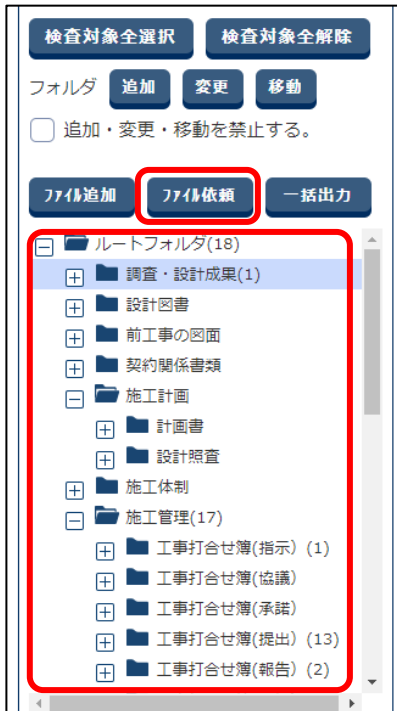 検査対象全選択 検査対象全解除
フォルダ 追加 変更 移動
追加・変更・移動を禁止する。
ﾌｧｲﾙ追加 ﾌｧｲﾙ依頼 一括出力
ルートフォルダ(18)
調査・設計成果(1)
設計図書
前工事の図面
契約関係書類
施工計画
計画書
設計照査
施工体制
施工管理(17)
工事打合せ簿(指示) (1)
工事打合せ簿(協議)
工事打合せ簿(承諾)
工事打合せ簿(提出) (13)
工事打合せ簿(報告) (2)